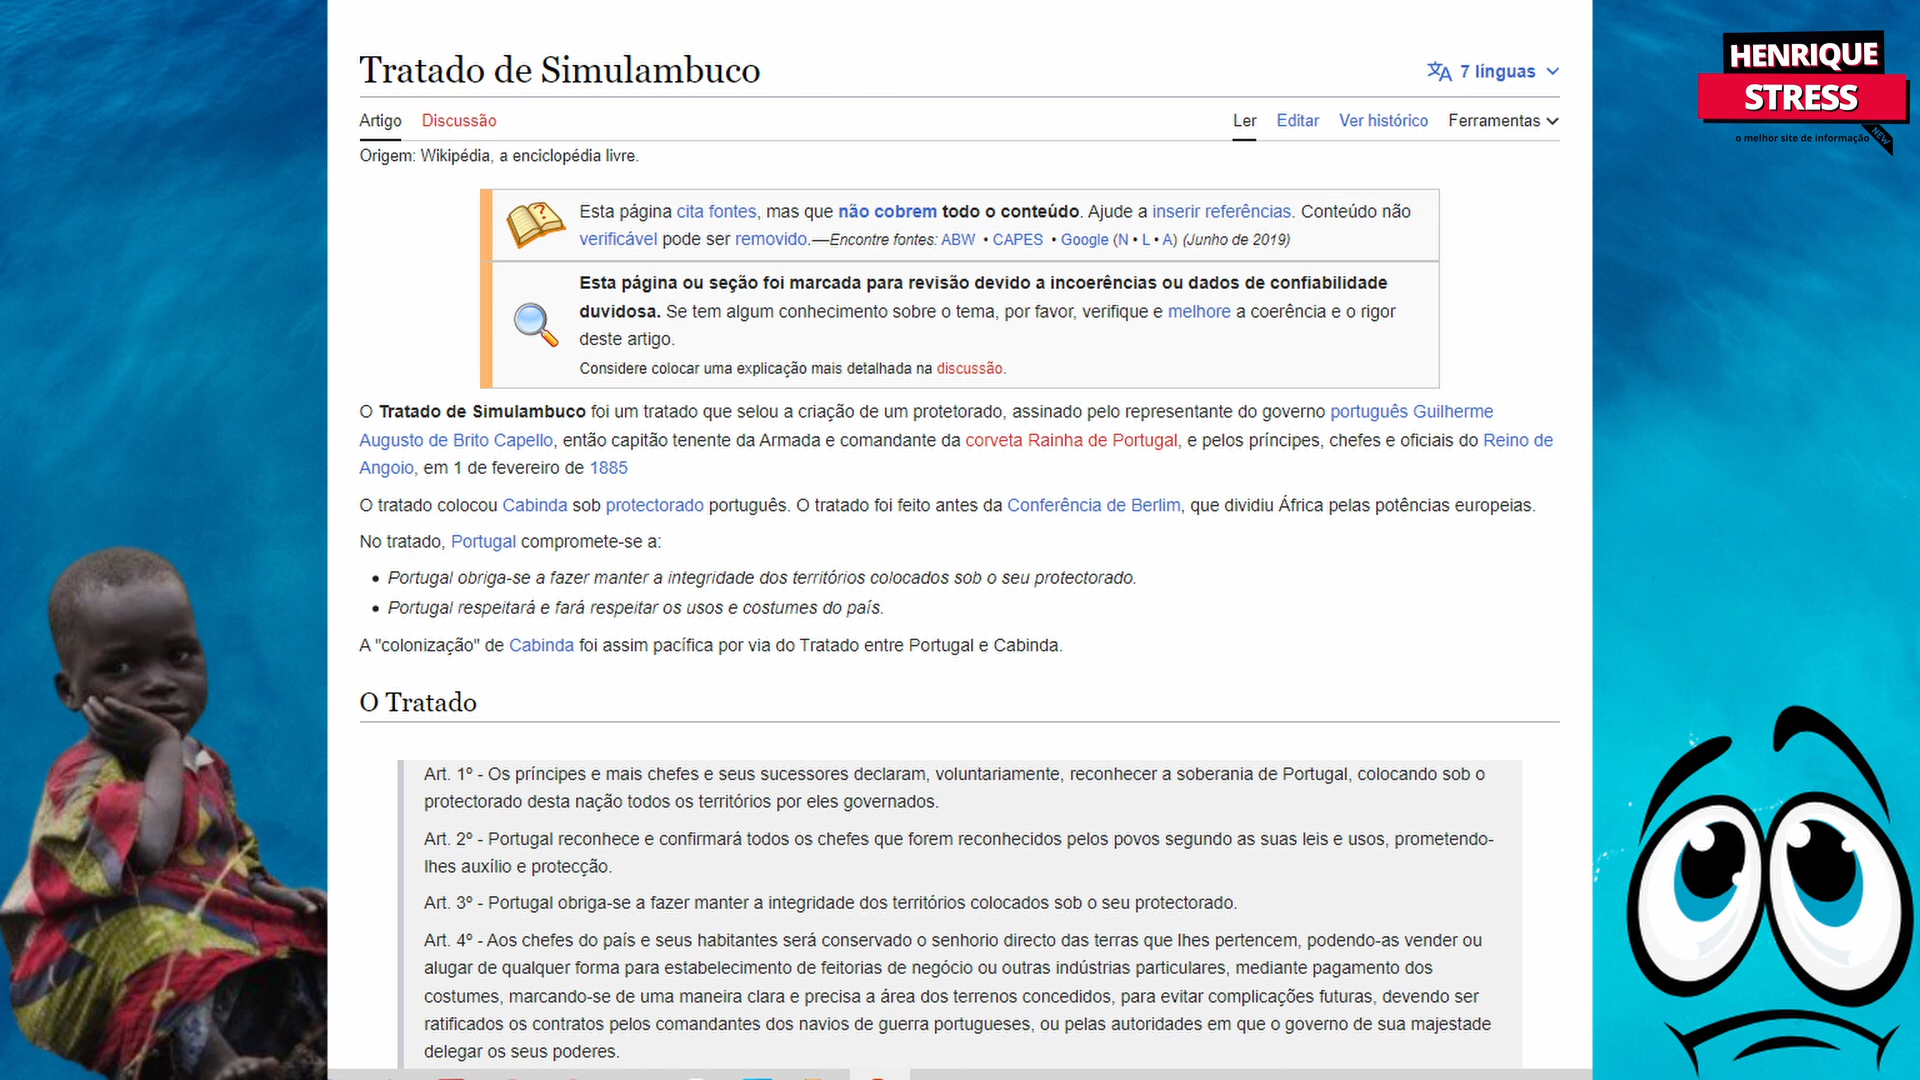 Tratado de Simulambuco
7 línguas
Artigo Discussão Ler Editar Ver histórico Ferramentas
Origem: Wikipédia, a enciclopédia livre.
Esta página cita fontes, mas que não cobrem todo o conteúdo. Ajude a inserir referências. Conteúdo não
verificável pode ser removido.—Encontre fontes: ABW • CAPES • Google (N • L • A) (Junho de 2019)
Esta página ou seção foi marcada para revisão devido a incoerências ou dados de confiabilidade
duvidosa. Se tem algum conhecimento sobre o tema, por favor, verifique e melhore a coerência e o rigor
deste artigo.
Considere colocar uma explicação mais detalhada na discussão.
O Tratado de Simulambuco foi um tratado que selou a criação de um protetorado, assinado pelo representante do governo português Guilherme
Augusto de Brito Capello, então capitão tenente da Armada e comandante da corveta Rainha de Portugal, e pelos príncipes, chefes e oficiais do Reino de
Angoio, em 1 de fevereiro de 1885
O tratado colocou Cabinda sob protectorado português. O tratado foi feito antes da Conferência de Berlim, que dividiu África pelas potências europeias.
No tratado, Portugal compromete-se a:
• Portugal obriga-se a fazer manter a integridade dos territórios colocados sob o seu protectorado.
• Portugal respeitará e fará respeitar os usos e costumes do país.
A "colonização" de Cabinda foi assim pacífica por via do Tratado entre Portugal e Cabinda.
O Tratado
Art. 1º - Os príncipes e mais chefes e seus sucessores declaram, voluntariamente, reconhecer a soberania de Portugal, colocando sob o
protectorado desta nação todos os territórios por eles governados.
Art. 2º - Portugal reconhece e confirmará todos os chefes que forem reconhecidos pelos povos segundo as suas leis e usos, prometendo-
lhes auxílio e protecção.
Art. 3º - Portugal obriga-se a fazer manter a integridade dos territórios colocados sob o seu protectorado.
Art. 4º - Aos chefes do país e seus habitantes será conservado o senhorio directo das terras que lhes pertencem, podendo-as vender ou
alugar de qualquer forma para estabelecimento de feitorias de negócio ou outras indústrias particulares, mediante pagamento dos
costumes, marcando-se de uma maneira clara e precisa a área dos terrenos concedidos, para evitar complicações futuras, devendo ser
ratificados os contratos pelos comandantes dos navios de guerra portugueses, ou pelas autoridades em que o governo de sua majestade
delegar os seus poderes.
HENRIQUE
STRESS
o melhor site de informação
NEW